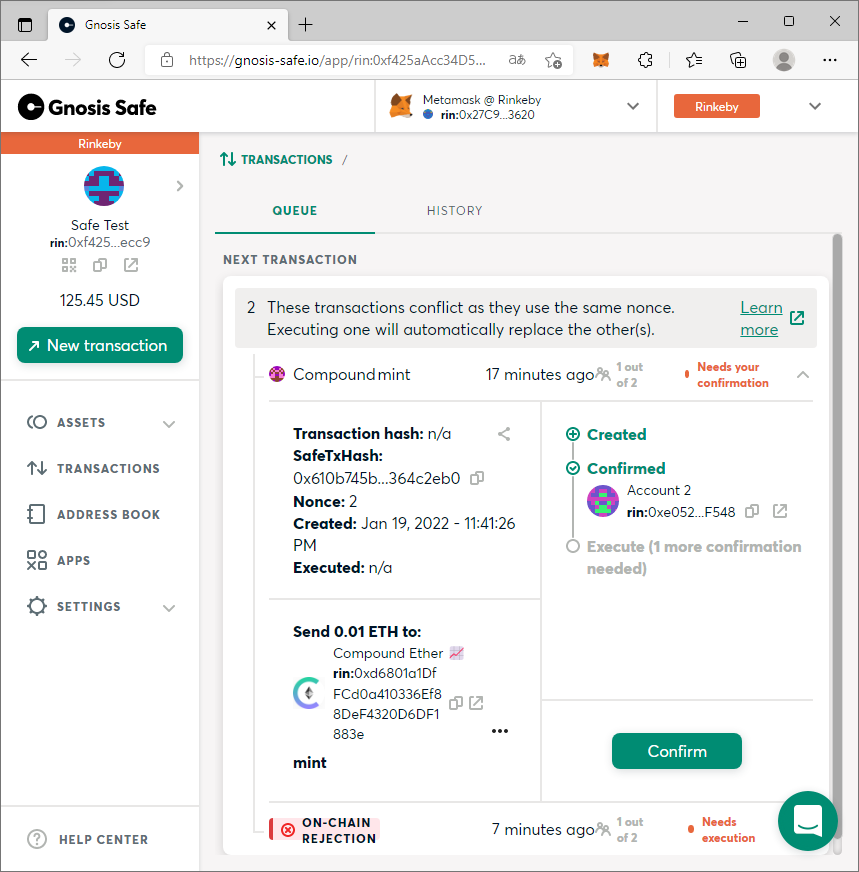 Gnosis Safe
https://gnosis-safe.io/app/rin:0xf425aAcc34D5...
aあ
Gnosis Safe
Metamask @ Rinkeby
rin:0x27C9...3620
Rinkeby
Rinkeby
Safe Test
rin:0xf425...ecc9
125.45 USD
New transaction
ASSETS
TRANSACTIONS
ADDRESS BOOK
APPS
SETTINGS
HELP CENTER
TRANSACTIONS /
QUEUE
HISTORY
NEXT TRANSACTION
2 These transactions conflict as they use the same nonce.
Executing one will automatically replace the other(s).
Learn
more
Compound mint
17 minutes ago
1 out
of 2
Needs your
confirmation
Transaction hash: n/a
SafeTxHash:
0x610b745b...364c2eb0
Nonce: 2
Created: Jan 19, 2022 - 11:41:26
PM
Executed: n/a
Send 0.01 ETH to:
Compound Ether 📈
rin:0xd6801a1Df
FCd0a410336Ef8
8DeF4320D6DF1
883e
mint
Created
Confirmed
Account 2
rin:0xe052...F548
Execute (1 more confirmation
needed)
Confirm
ON-CHAIN
REJECTION
7 minutes ago
1 out
of 2
Needs
execution